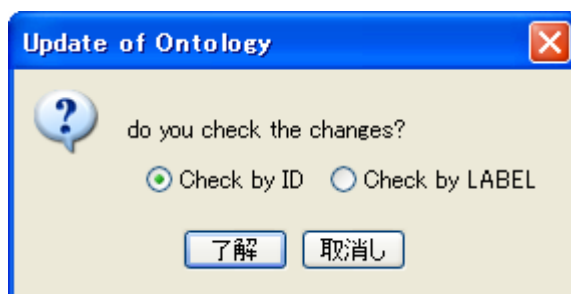 Update of Ontology
do you check the changes?
Check by ID Check by LABEL
了解 取消し